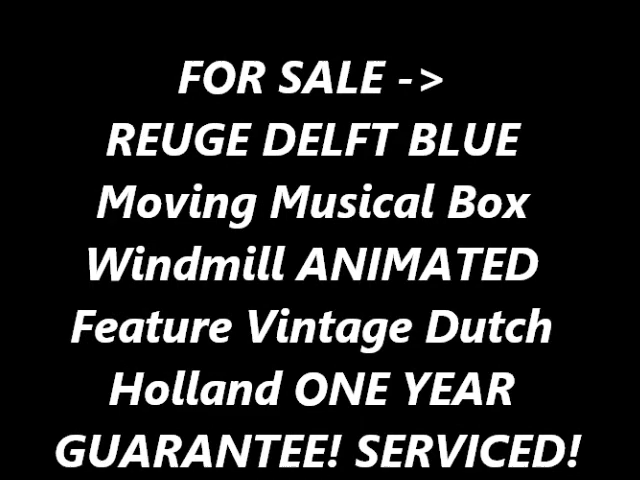 FOR SALE ->
REUGE DELFT BLUE
Moving Musical Box
Windmill ANIMATED
Feature Vintage Dutch
Holland ONE YEAR
GUARANTEE! SERVICED!